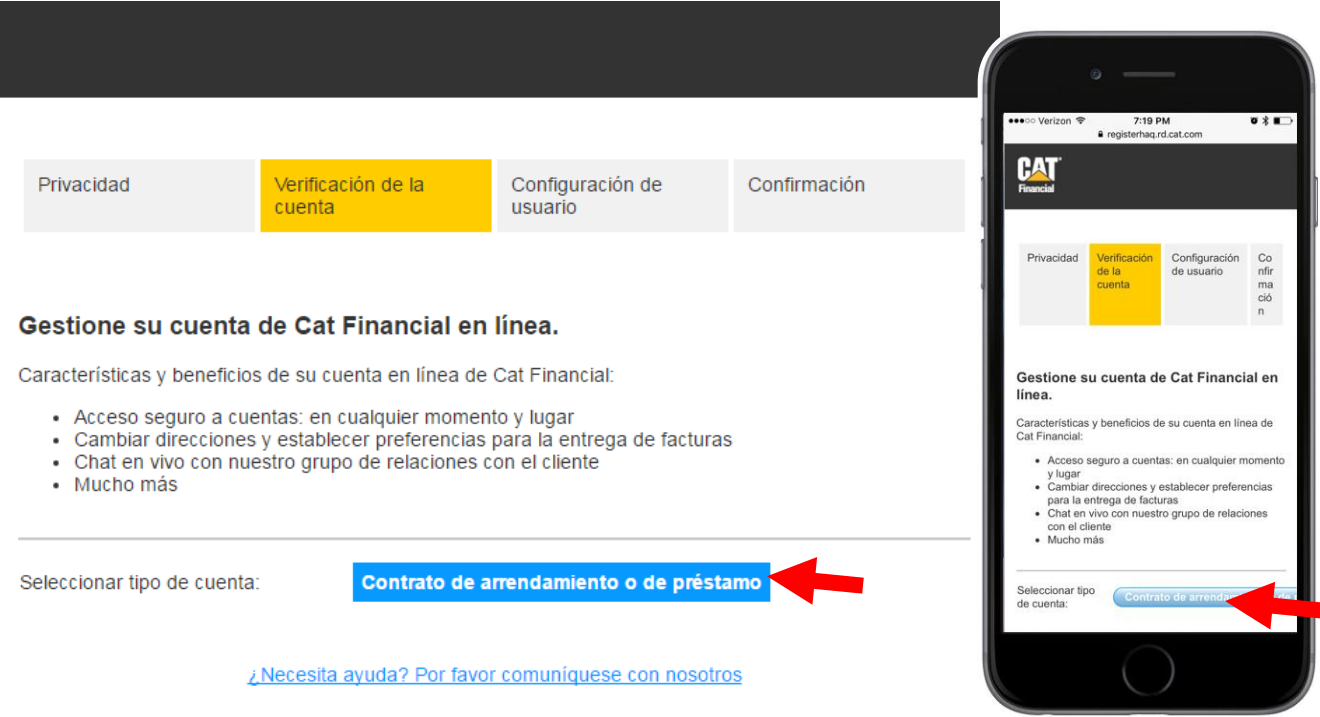 Privacidad
Verificación de la
cuenta
Configuración de
usuario
Confirmación
Gestione su cuenta de Cat Financial en línea.
Características y beneficios de su cuenta en línea de Cat Financial:
• Acceso seguro a cuentas: en cualquier momento y lugar
• Cambiar direcciones y establecer preferencias para la entrega de facturas
• Chat en vivo con nuestro grupo de relaciones con el cliente
• Mucho más
Seleccionar tipo de cuenta:
Contrato de arrendamiento o de préstamo
¿Necesita ayuda? Por favor comuníquese con nosotros
Verizon 7:19 PM
registerhaq.rd.cat.com
CAT
Financial
Privacidad
Verificación
de la
cuenta
Configuración
de usuario
Co
nfir
ma
ció
n
Gestione su cuenta de Cat Financial en
línea.
Características y beneficios de su cuenta en línea de
Cat Financial:
• Acceso seguro a cuentas: en cualquier momento
y lugar
• Cambiar direcciones y establecer preferencias
para la entrega de facturas
• Chat en vivo con nuestro grupo de relaciones
con el cliente
• Mucho más
Seleccionar tipo
de cuenta:
Contrato de arrendam